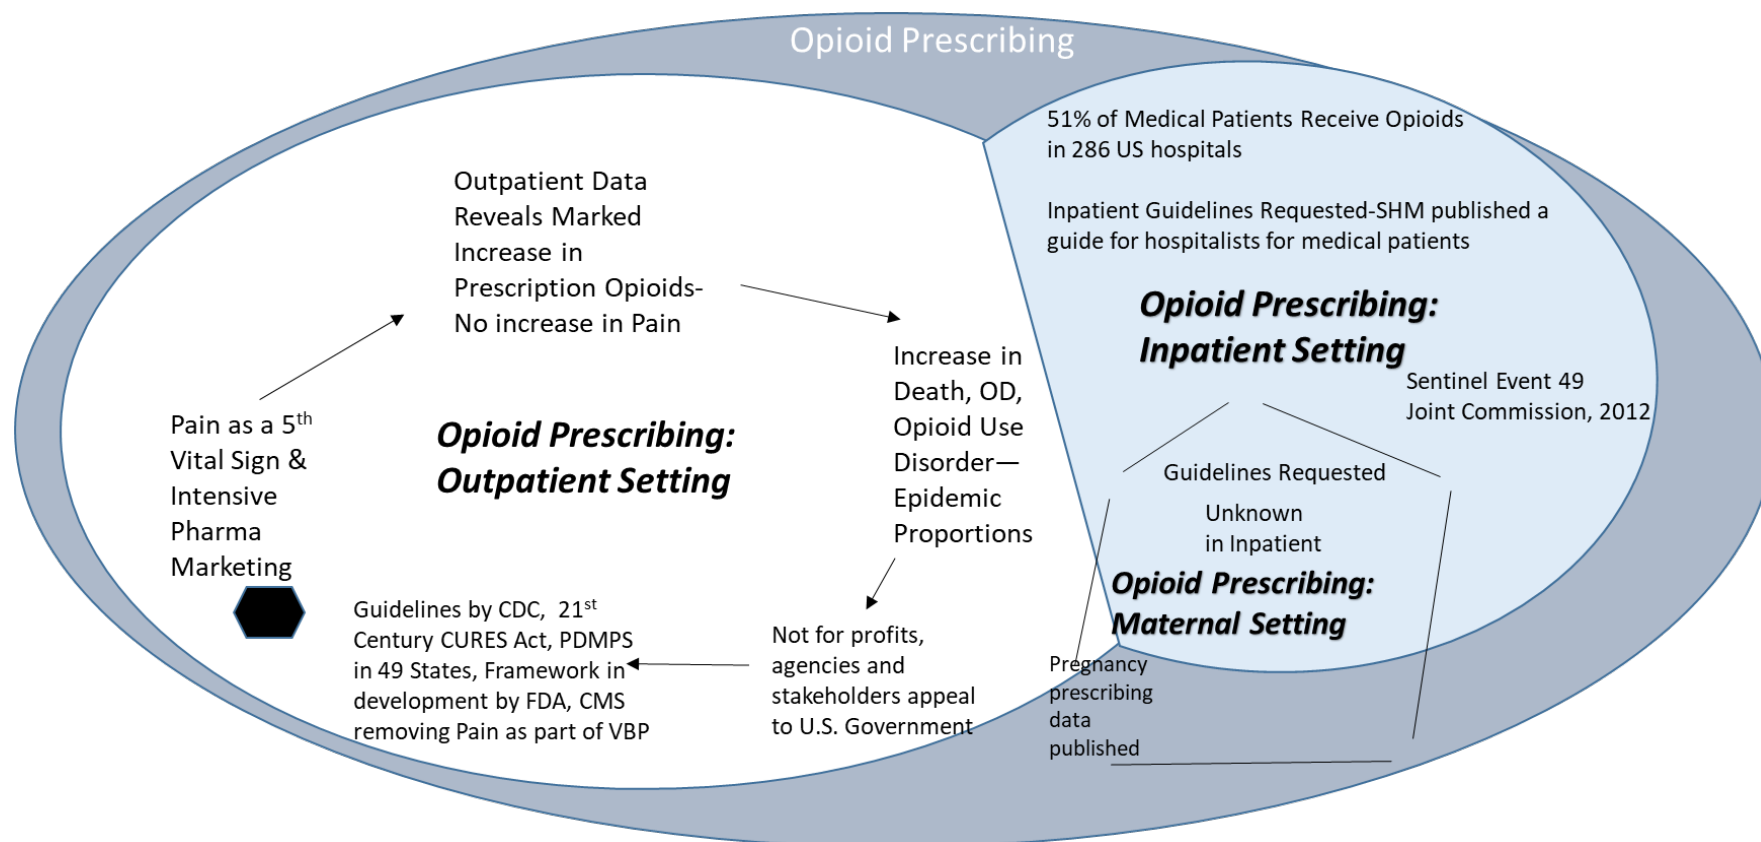 Opioid Prescribing
Outpatient Data
Reveals Marked
Increase in
Prescription Opioids-
No increase in Pain
Pain as a 5th
Vital Sign &
Intensive
Pharma
Marketing
Opioid Prescribing:
Outpatient Setting
Increase in
Death, OD,
Opioid Use
Disorder—
Epidemic
Proportions
Guidelines by CDC, 21st
Century CURES Act, PDMPS
in 49 States, Framework in
development by FDA, CMS
removing Pain as part of VBP
Not for profits,
agencies and
stakeholders appeal
to U.S. Government
51% of Medical Patients Receive Opioids
in 286 US hospitals
Inpatient Guidelines Requested-SHM published a
guide for hospitalists for medical patients
Opioid Prescribing:
Inpatient Setting
Sentinel Event 49
Joint Commission, 2012
Guidelines Requested
Unknown
in Inpatient
Opioid Prescribing:
Maternal Setting
Pregnancy
prescribing
data
published